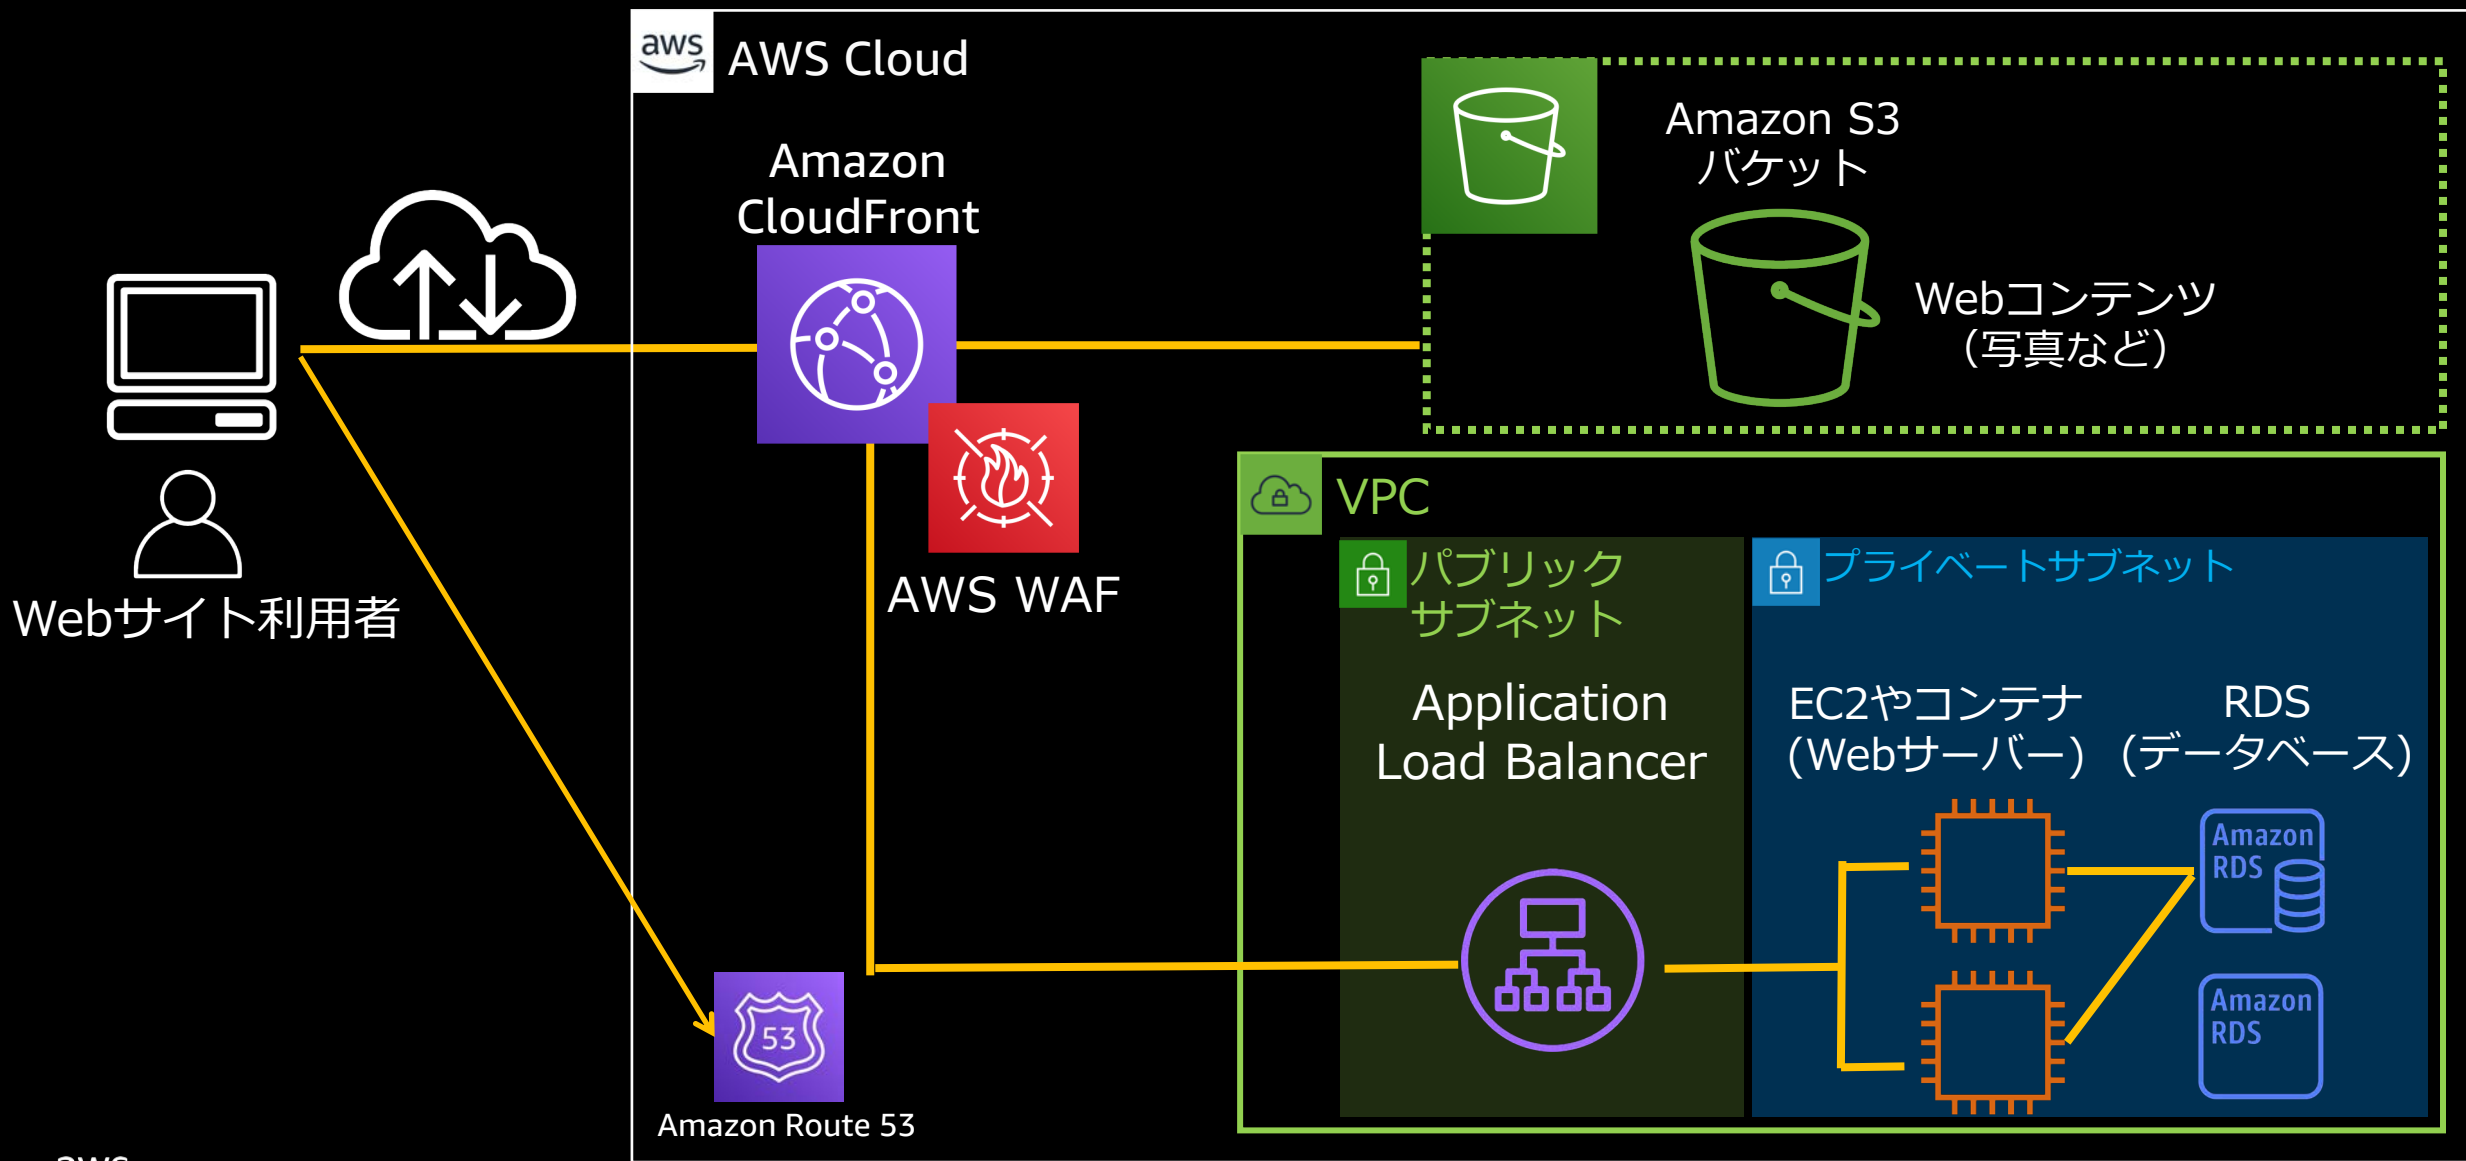 aws
AWS Cloud
Amazon
CloudFront
Amazon S3
バケット
Webコンテンツ
（写真など）
Webサイト利用者
AWS WAF
VPC
パブリック
サブネット
プライベートサブネット
Application
Load Balancer
EC2やコンテナ
(Webサーバー)
RDS
(データベース)
Amazon
RDS
Amazon
RDS
53
Amazon Route 53
aws